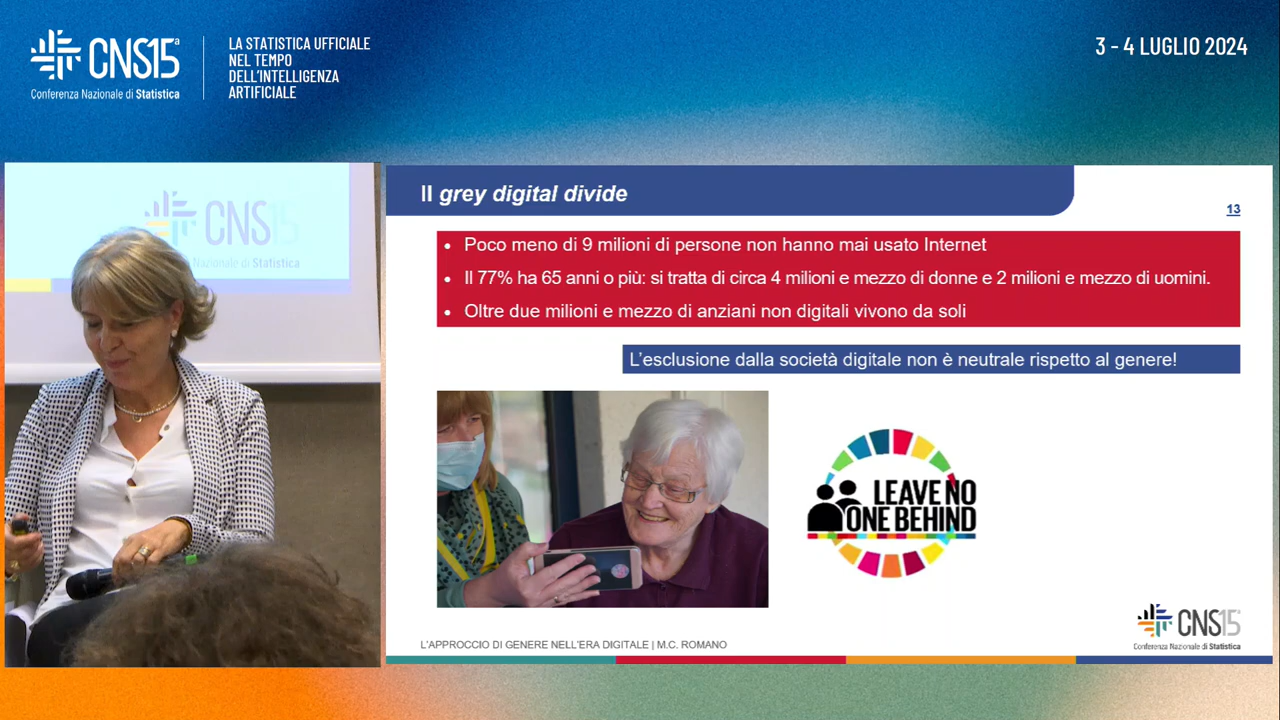 CNS15ª
Conferenza Nazionale di Statistica
LA STATISTICA UFFICIALE
NEL TEMPO
DELL'INTELLIGENZA
ARTIFICIALE
3 - 4 LUGLIO 2024
CNS15
Nazionale di Statistica
Il grey digital divide
13
• Poco meno di 9 milioni di persone non hanno mai usato Internet
• Il 77% ha 65 anni o più: si tratta di circa 4 milioni e mezzo di donne e 2 milioni e mezzo di uomini.
• Oltre due milioni e mezzo di anziani non digitali vivono da soli
L'esclusione dalla società digitale non è neutrale rispetto al genere!
LEAVE NO
ONE BEHIND
L'APPROCCIO DI GENERE NELL'ERA DIGITALE | M.C. ROMANO
CNS15
Conferenza Nazionale di Statistica